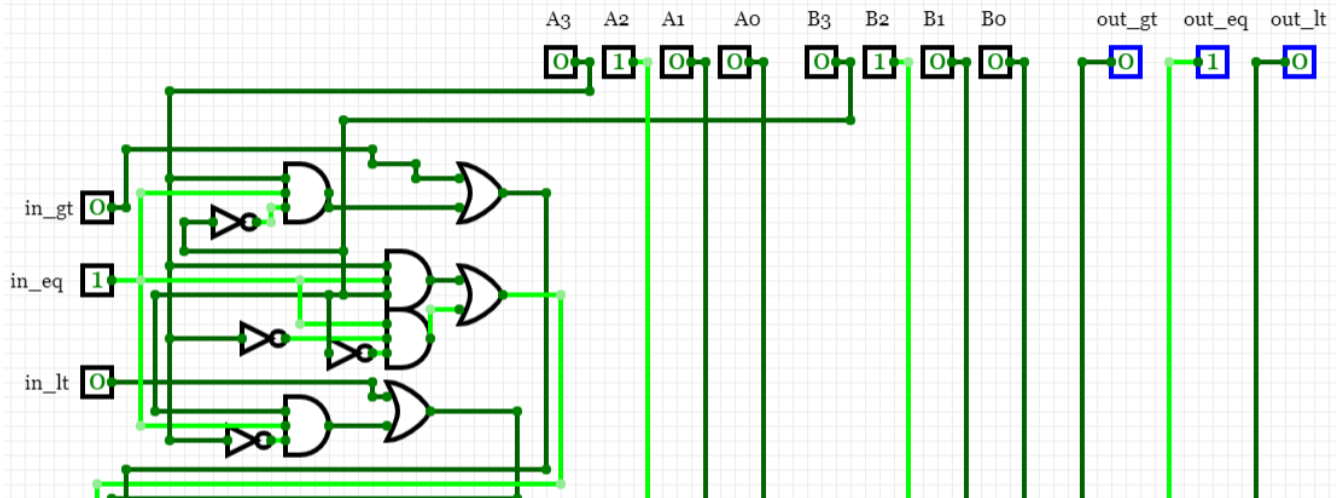 A3 A2 A1 A0 B3 B2 B1 B0 out_gt out_eq out_lt
0 1 0 0 0 1 0 0 0 1 0
in_gt 0
in_eq 1
in_lt 0